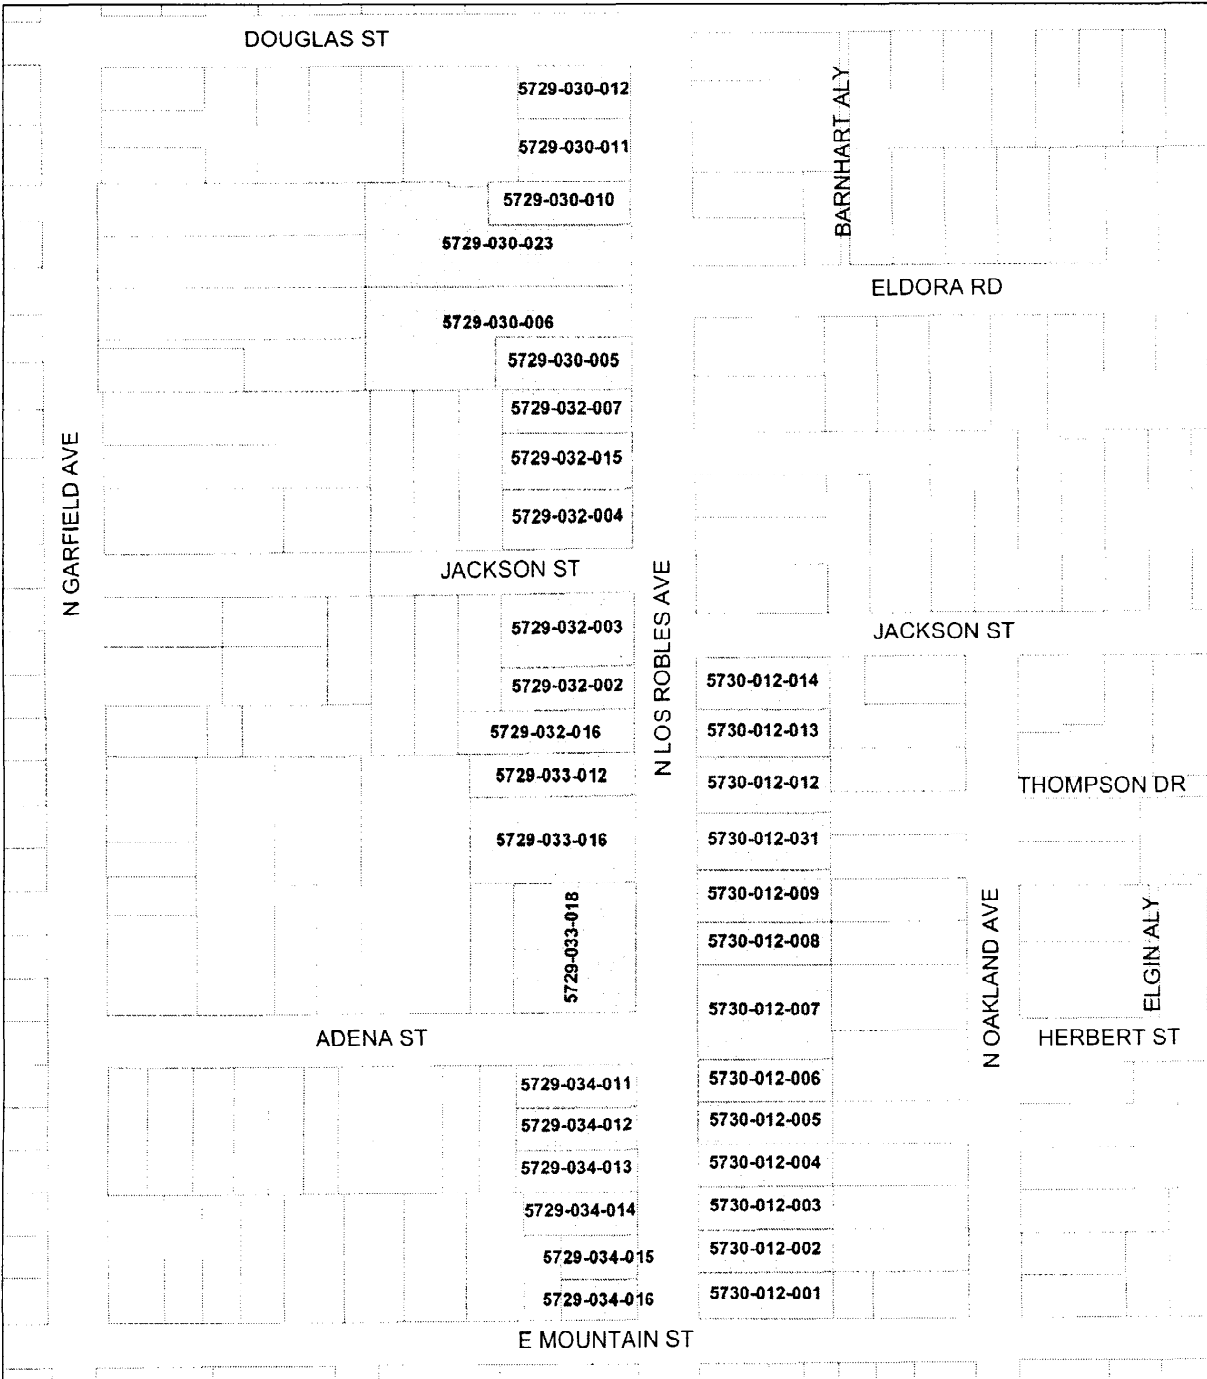 DOUGLAS ST
5729-030-012
BARNHART ALY
5729-030-011
5729-030-010
5729-030-023
ELDORA RD
5729-030-006
5729-030-005
5729-032-007
5729-032-015
5729-032-004
N GARFIELD AVE
JACKSON ST
N LOS ROBLES AVE
5729-032-003
JACKSON ST
5729-032-002
5730-012-014
5729-032-016
5730-012-013
5729-033-012
5730-012-012
THOMPSON DR
5729-033-016
5730-012-031
5730-012-009
5729-033-018
5730-012-008
N OAKLAND AVE
ELGIN ALY
5730-012-007
ADENA ST
HERBERT ST
5729-034-011
5730-012-006
5729-034-012
5730-012-005
5729-034-013
5730-012-004
5729-034-014
5730-012-003
5729-034-015
5730-012-002
5729-034-016
5730-012-001
E MOUNTAIN ST